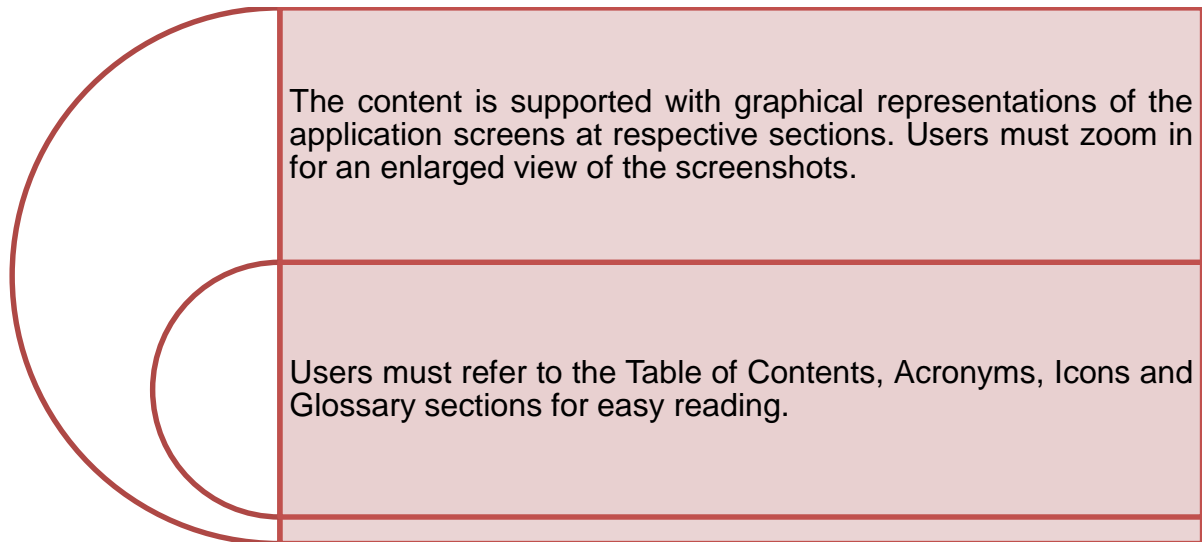 The content is supported with graphical representations of the
application screens at respective sections. Users must zoom in
for an enlarged view of the screenshots.
Users must refer to the Table of Contents, Acronyms, Icons and
Glossary sections for easy reading.